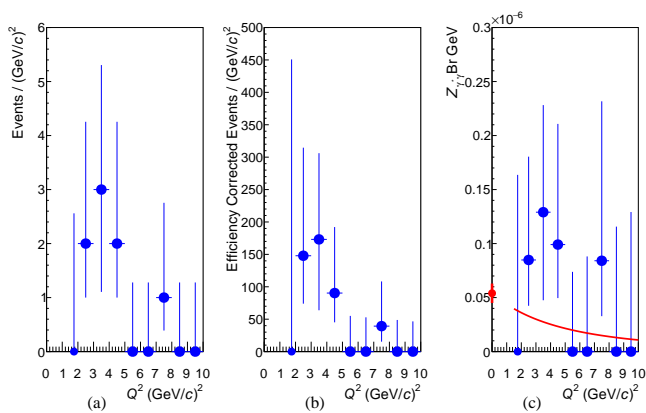 Events / (GeV/c)²
6
5
4
3
2
1
0
0 1 2 3 4 5 6 7 8 9 10
Q² (GeV/c)²
(a)
Efficiency Corrected Events / (GeV/c)²
500
450
400
350
300
250
200
150
100
50
0
0 1 2 3 4 5 6 7 8 9 10
Q² (GeV/c)²
(b)
×10⁻⁶
0.3
0.25
0.2
0.15
0.1
0.05
0
0 1 2 3 4 5 6 7 8 9 10
Q² (GeV/c)²
(c)